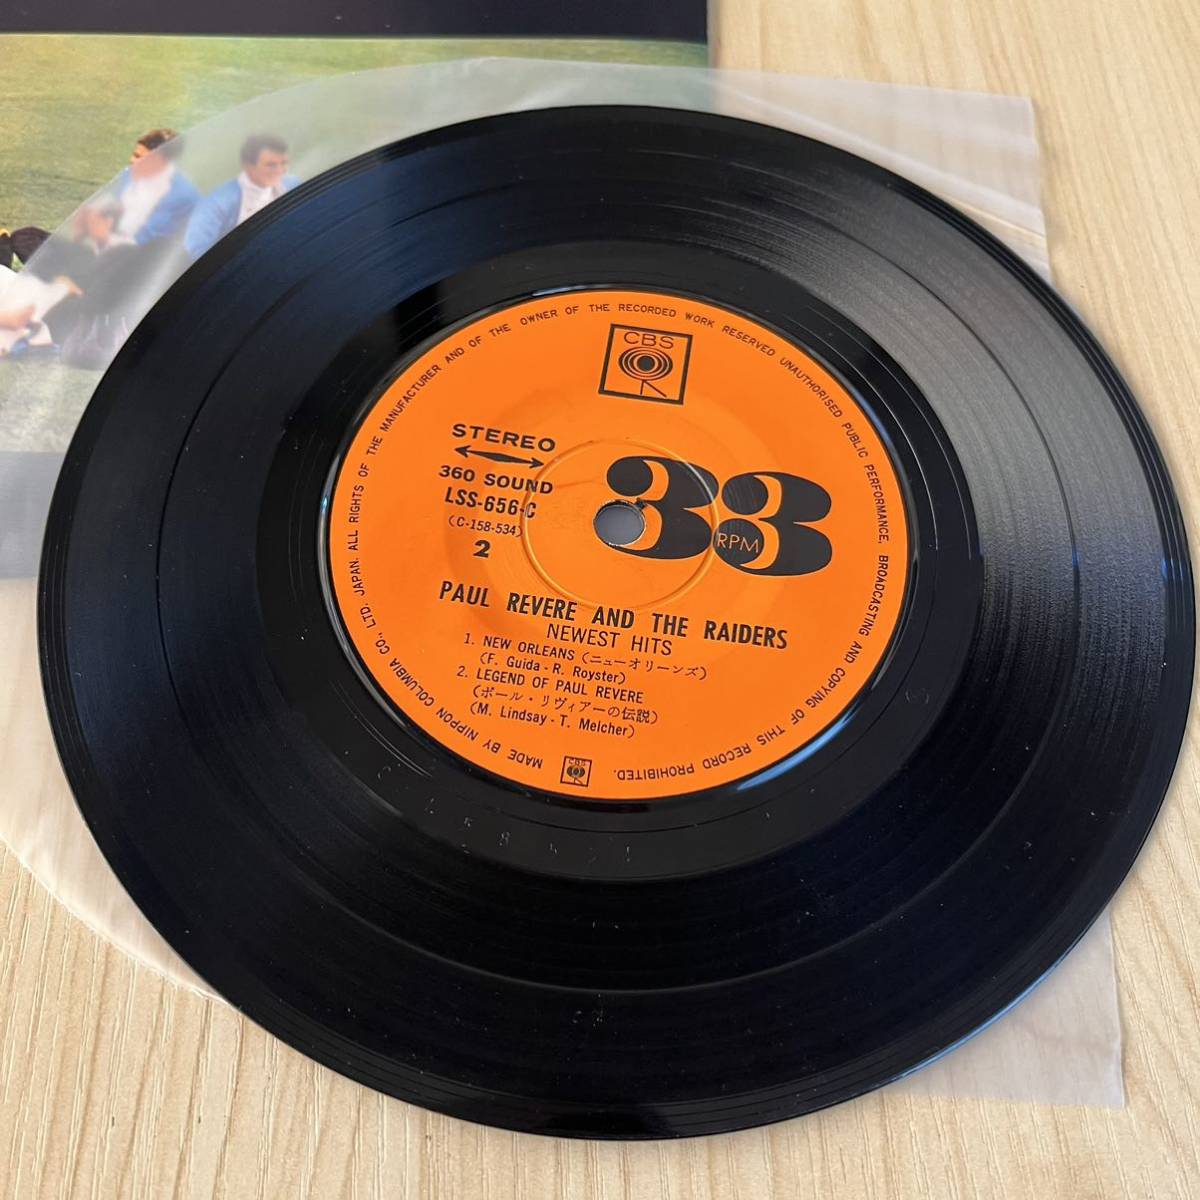 MADE BY NIPPON COLUMBIA CO., LTD. JAPAN. ALL RIGHTS OF THE MANUFACTURER AND OF THE OWNER OF THE RECORDED WORK RESERVED UNAUTHORISED PUBLIC PERFORMANCE, BROADCASTING AND COPYING OF THIS RECORD PROHIBITED.
CBS
STEREO
360 SOUND
LSS-656-C
(C-158-534)
2
33
RPM
PAUL REVERE AND THE RAIDERS
NEWEST HITS
1. NEW ORLEANS (ニューオリーンズ)
(F. Guida - R. Royster)
2. LEGEND OF PAUL REVERE
(ポール・リヴィアーの伝説)
(M. Lindsay - T. Melcher)
CBS